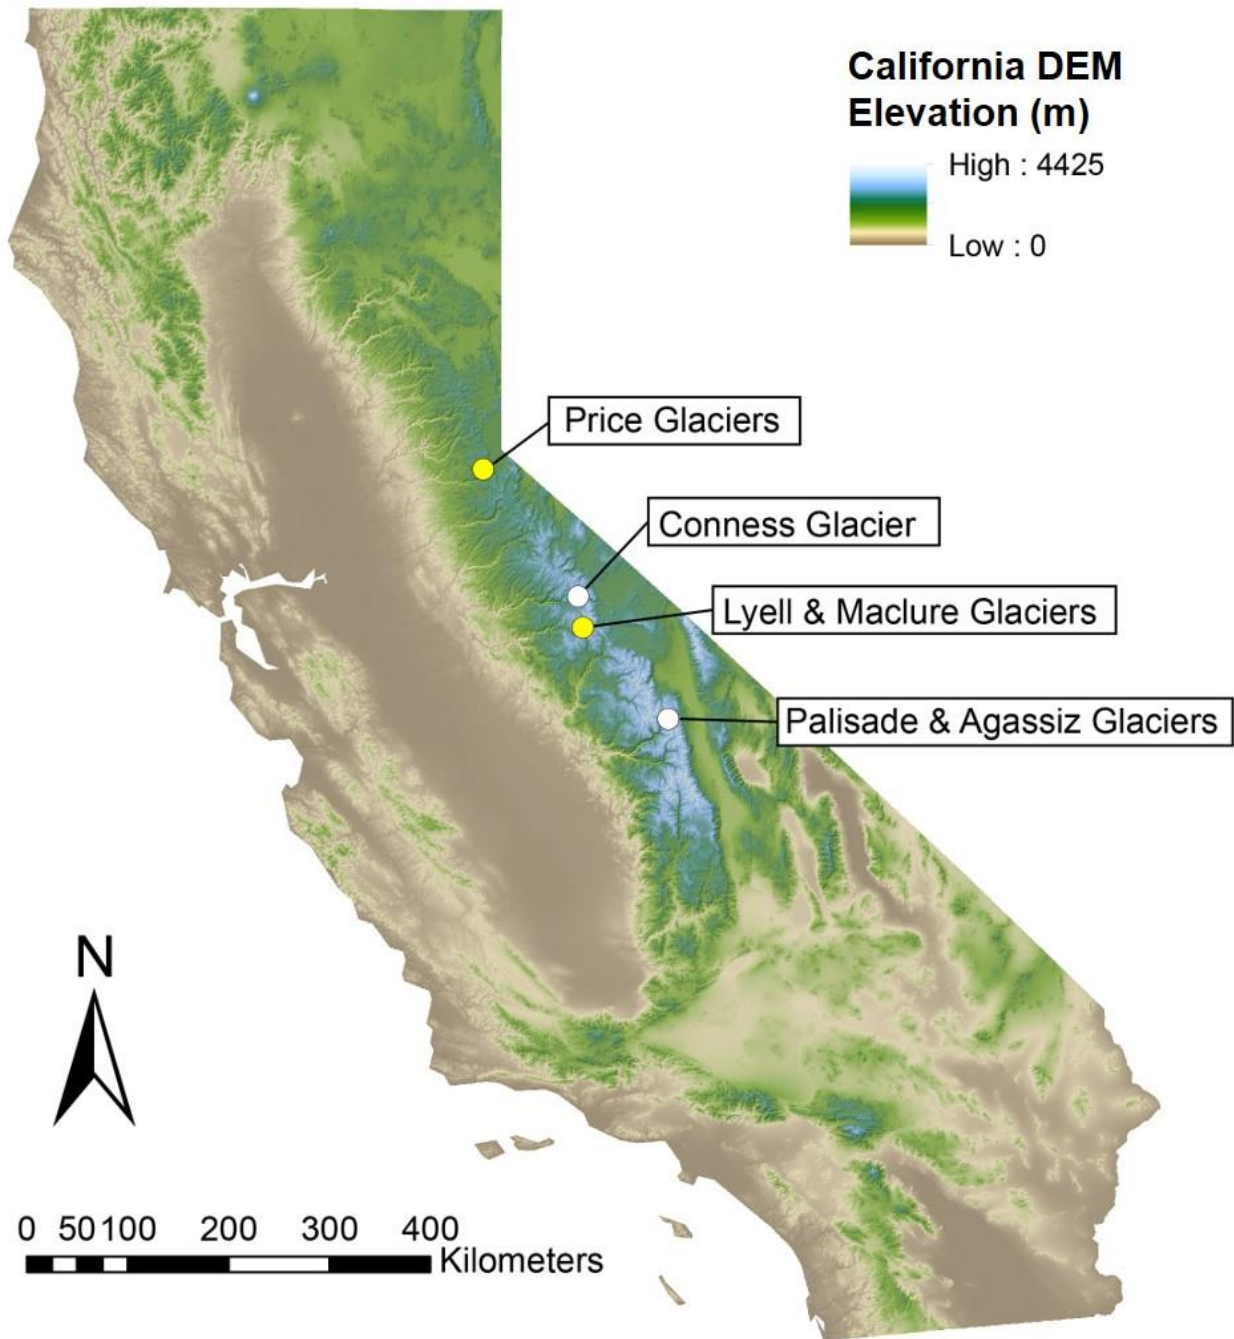 California DEM
Elevation (m)
High : 4425
Low : 0
Price Glaciers
Conness Glacier
Lyell & Maclure Glaciers
Palisade & Agassiz Glaciers
N
0 50 100 200 300 400
Kilometers